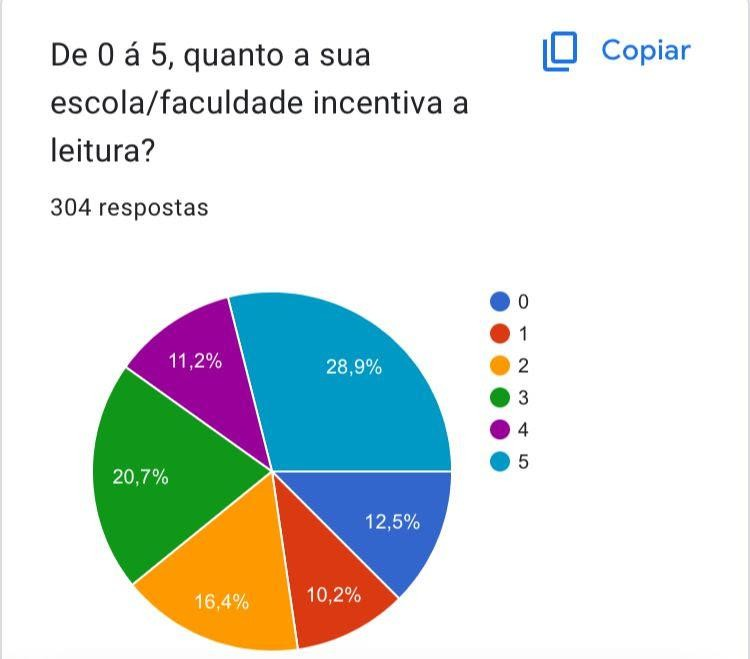 De 0 á 5, quanto a sua
escola/faculdade incentiva a
leitura?
Copiar
304 respostas
11,2%
28,9%
20,7%
12,5%
16,4%
10,2%
0
1
2
3
4
5